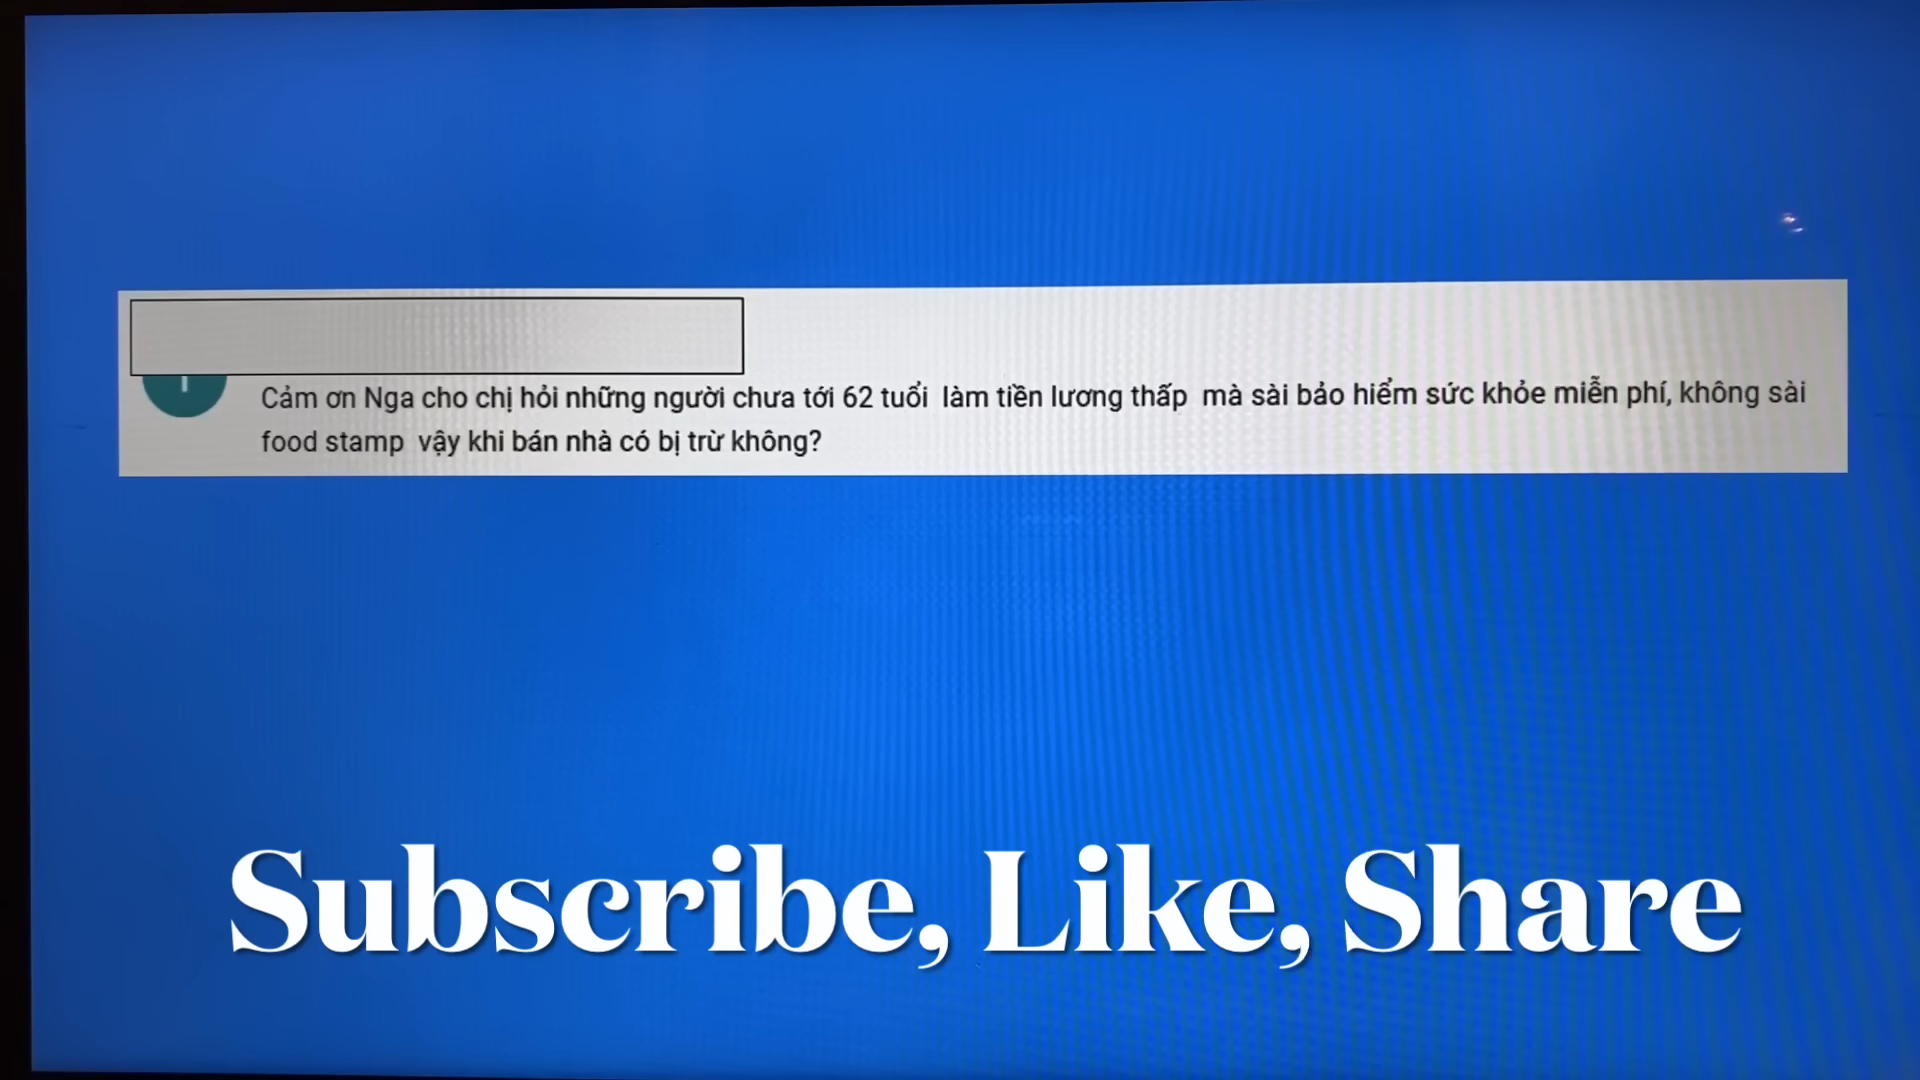 Cảm ơn Nga cho chị hỏi những người chưa tới 62 tuổi làm tiền lương thấp mà sài bảo hiểm sức khỏe miễn phí, không sài
food stamp vậy khi bán nhà có bị trừ không?
Subscribe, Like, Share